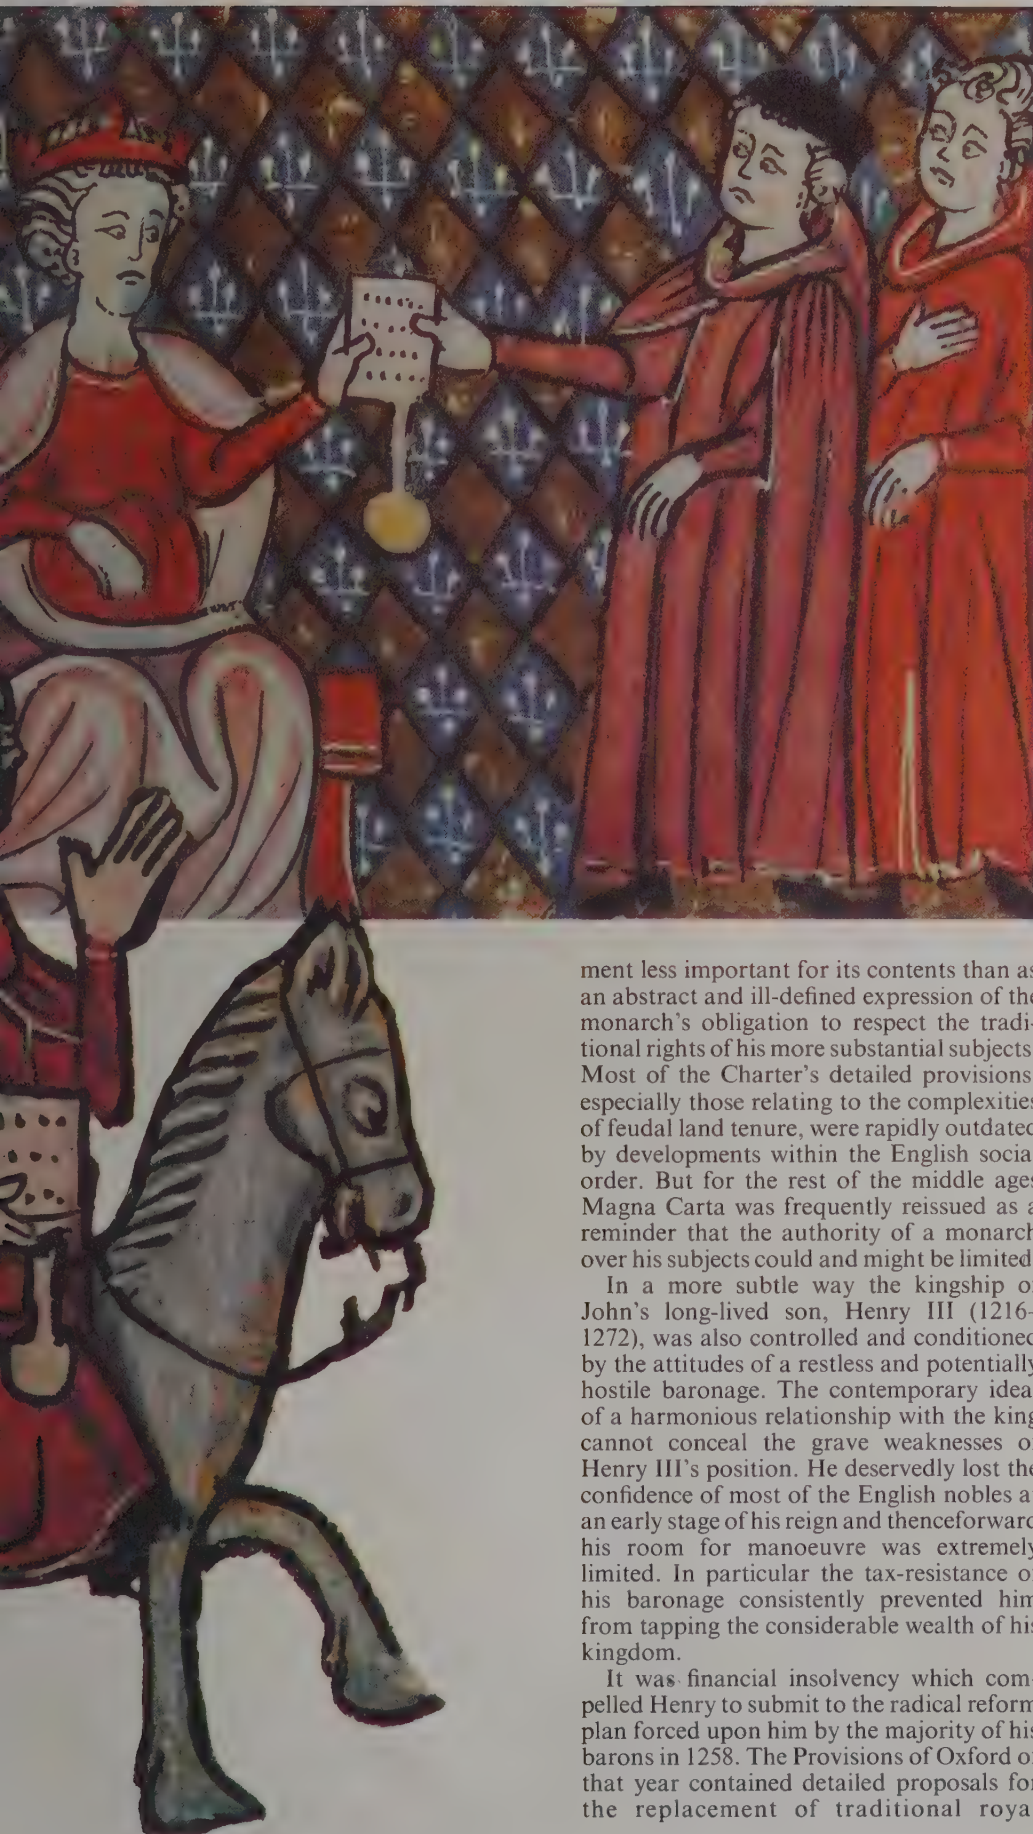 ment less important for its contents than as
an abstract and ill-defined expression of the
monarch's obligation to respect the tradi-
tional rights of his more substantial subjects
Most of the Charter's detailed provisions
especially those relating to the complexities
of feudal land tenure, were rapidly outdated
by developments within the English socia
order. But for the rest of the middle ages
Magna Carta was frequently reissued as a
reminder that the authority of a monarch
over his subjects could and might be limited
In a more subtle way the kingship o
John's long-lived son, Henry III (1216-
1272), was also controlled and conditioned
by the attitudes of a restless and potentially
hostile baronage. The contemporary idea
of a harmonious relationship with the king
cannot conceal the grave weaknesses o
Henry III's position. He deservedly lost the
confidence of most of the English nobles a
an early stage of his reign and thenceforward
his room for manoeuvre was extremely
limited. In particular the tax-resistance o
his baronage consistently prevented him
from tapping the considerable wealth of his
kingdom.
It was financial insolvency which com
pelled Henry to submit to the radical reform
plan forced upon him by the majority of his
barons in 1258. The Provisions of Oxford o
that year contained detailed proposals for
the replacement of traditional roya